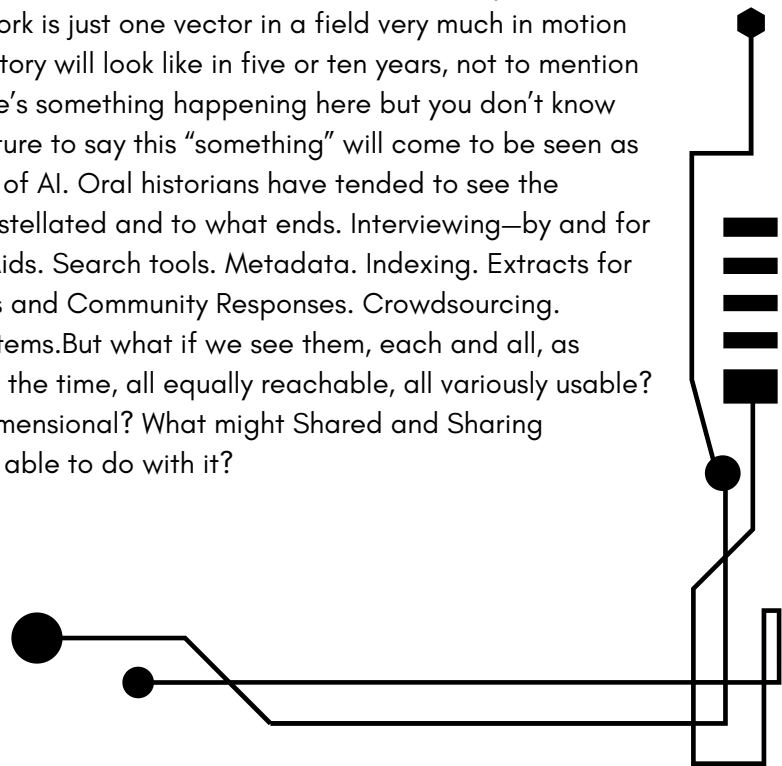 ork is just one vector in a field very much in motion
tory will look like in five or ten years, not to mention
e’s something happening here but you don’t know
ture to say this “something” will come to be seen as
of AI. Oral historians have tended to see the
stellated and to what ends. Interviewing—by and for
ids. Search tools. Metadata. Indexing. Extracts for
s and Community Responses. Crowdsourcing.
tems.But what if we see them, each and all, as
the time, all equally reachable, all variously usable?
mensional? What might Shared and Sharing
able to do with it?